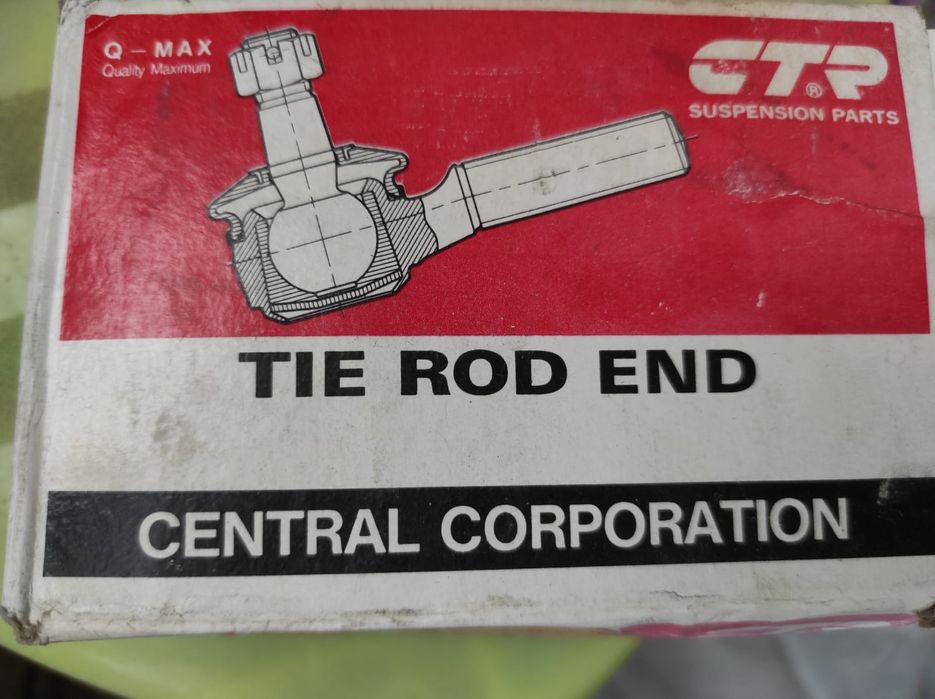 Q - MAX
Quality Maximum
CTR®
SUSPENSION PARTS
TIE ROD END
CENTRAL CORPORATION